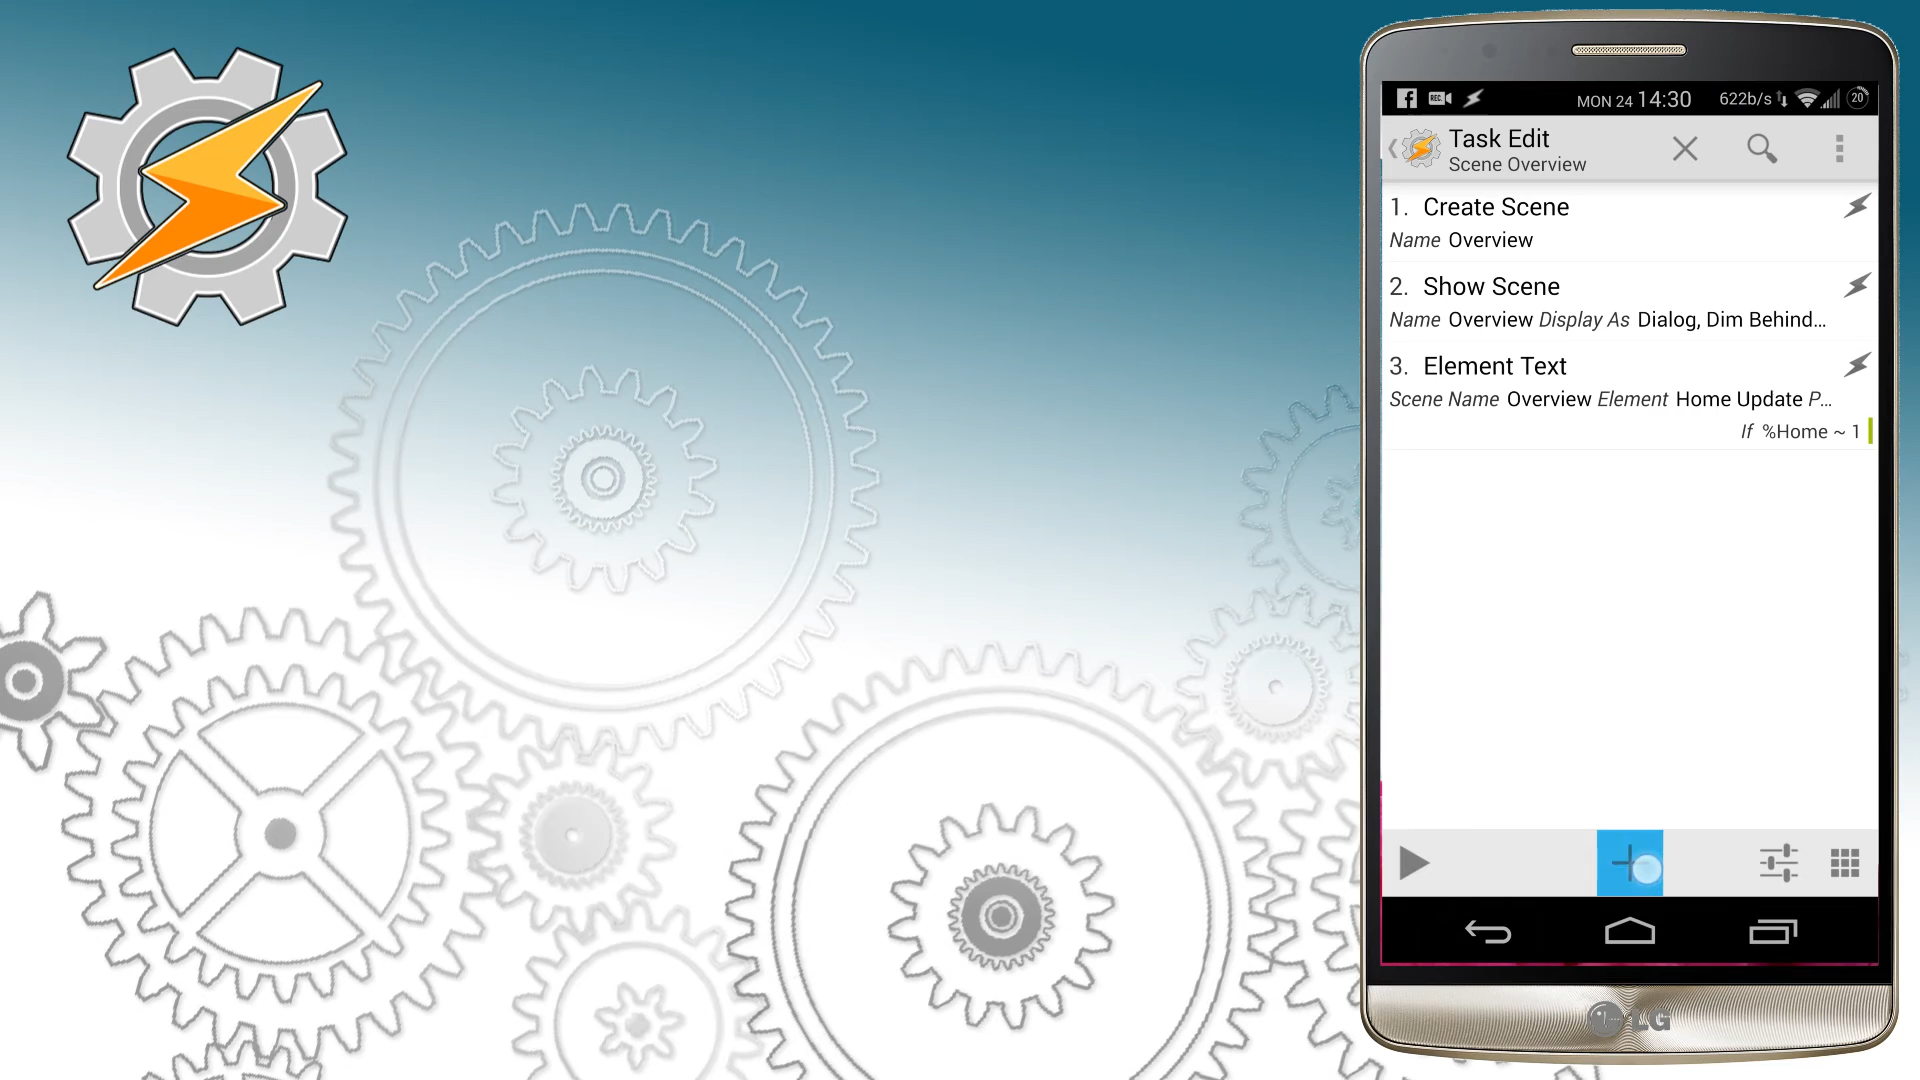 REC.
MON 24 14:30
622b/s
20
Task Edit
Scene Overview
1. Create Scene
Name Overview
2. Show Scene
Name Overview Display As Dialog, Dim Behind...
3. Element Text
Scene Name Overview Element Home Update P...
If %Home ~ 1
LG